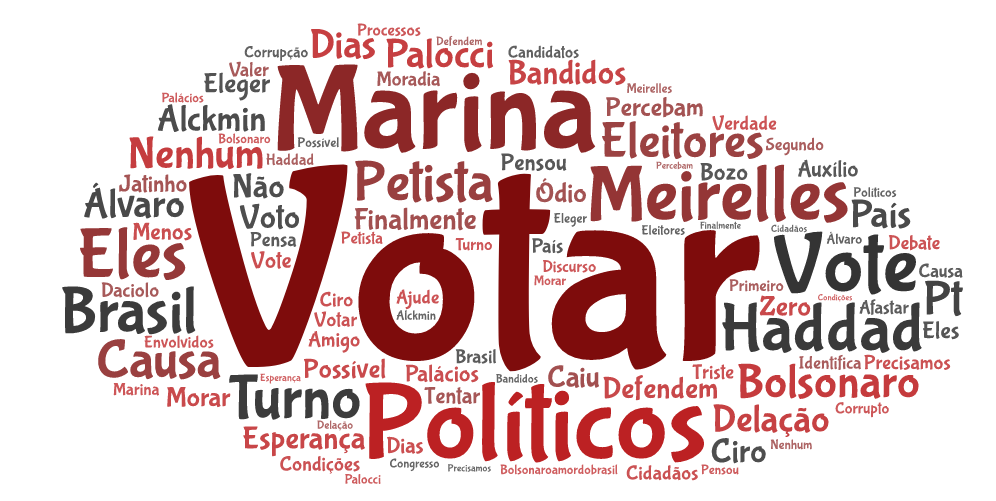 Processos
Defendem
Corrupção
Dias
Palocci
Candidatos
Valer
Eleger
Marina
Moradia
Bandidos
Meirelles
Palácios
Alckmin
Percebam
Bolsonaro
Possivel
Eleitores
Verdade
Segundo
Nenhum
Haddad
Pensou
Percebam
Bozo
Auxílio
Jatinho
Não
Petista
Ódio
Meirelles
Políticos
Álvaro
Voto
Finalmente
Eleger
País
Menos
Pensa
Petista
Votar
Turno
País
Eleitores
Finalmente
Cidadãos
Àlvaro
Debate
Eles
Vote
Discurso
Morar
Vote
Causa
Daciolo
Primeiro
Pt
Brasil
Ciro
Ajude
Zero
Condições
Afastar
Votar
Alckmin
Haddad
Eles
Envolvidos
Amigo
Causa
Brasil
Possível
Palácios
Caiu
Triste
Identifica
Precisamos
Marina
Morar
Turno
Esperança
Tentar
Bandidos
Defendem
Bolsonaro
Políticos
Delação
Corrupto
Delação
Esperança
Dias
Ciro
Nenhum
Condições
Congresso
Precisamos
Bolsonaroamordobrasil
Cidadãos
Pensou
Palocci